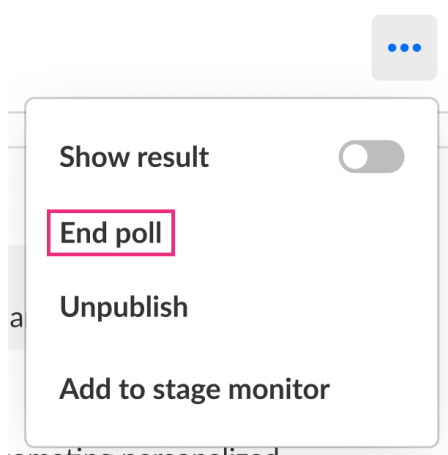 Show result
End poll
Unpublish
a
Add to stage monitor